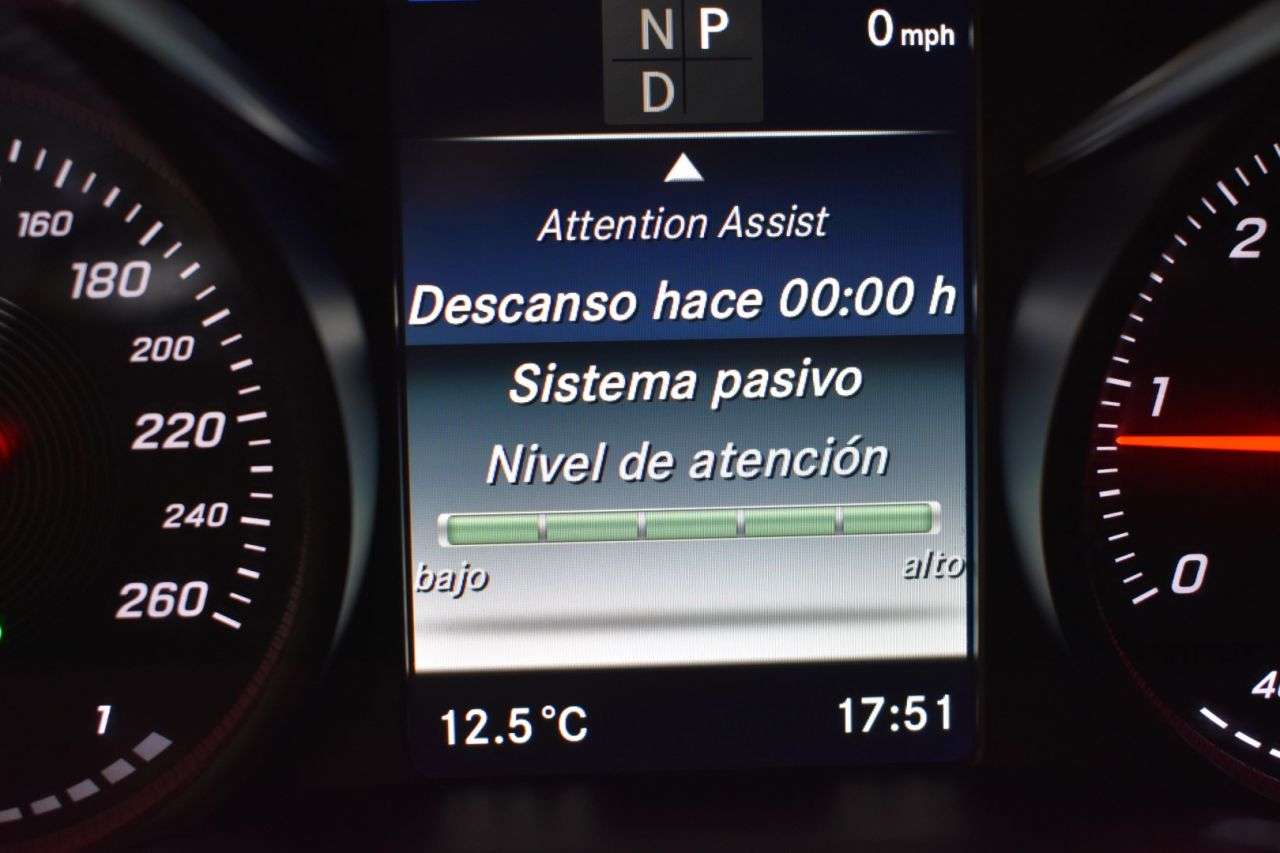 N P
D
0 mph
Attention Assist
Descanso hace 00:00 h
Sistema pasivo
Nivel de atención
bajo
alto
12.5°C
17:51
160
180
200
220
240
260
1
2
1
0